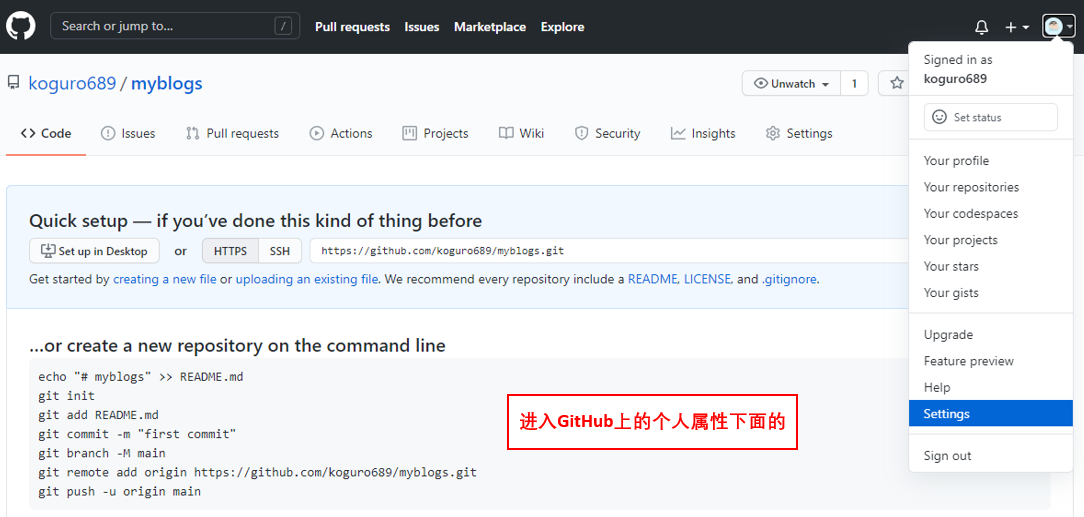 Search or jump to... /
Pull requests Issues Marketplace Explore
koguro689 / myblogs
Unwatch 1
<> Code Issues Pull requests Actions Projects Wiki Security Insights Settings
Quick setup — if you’ve done this kind of thing before
Set up in Desktop or HTTPS SSH https://github.com/koguro689/myblogs.git
Get started by creating a new file or uploading an existing file. We recommend every repository include a README, LICENSE, and .gitignore.
…or create a new repository on the command line
echo "# myblogs" >> README.md
git init
git add README.md
git commit -m "first commit"
git branch -M main
git remote add origin https://github.com/koguro689/myblogs.git
git push -u origin main
进入GitHub上的个人属性下面的
Signed in as
koguro689
Set status
Your profile
Your repositories
Your codespaces
Your projects
Your stars
Your gists
Upgrade
Feature preview
Help
Settings
Sign out